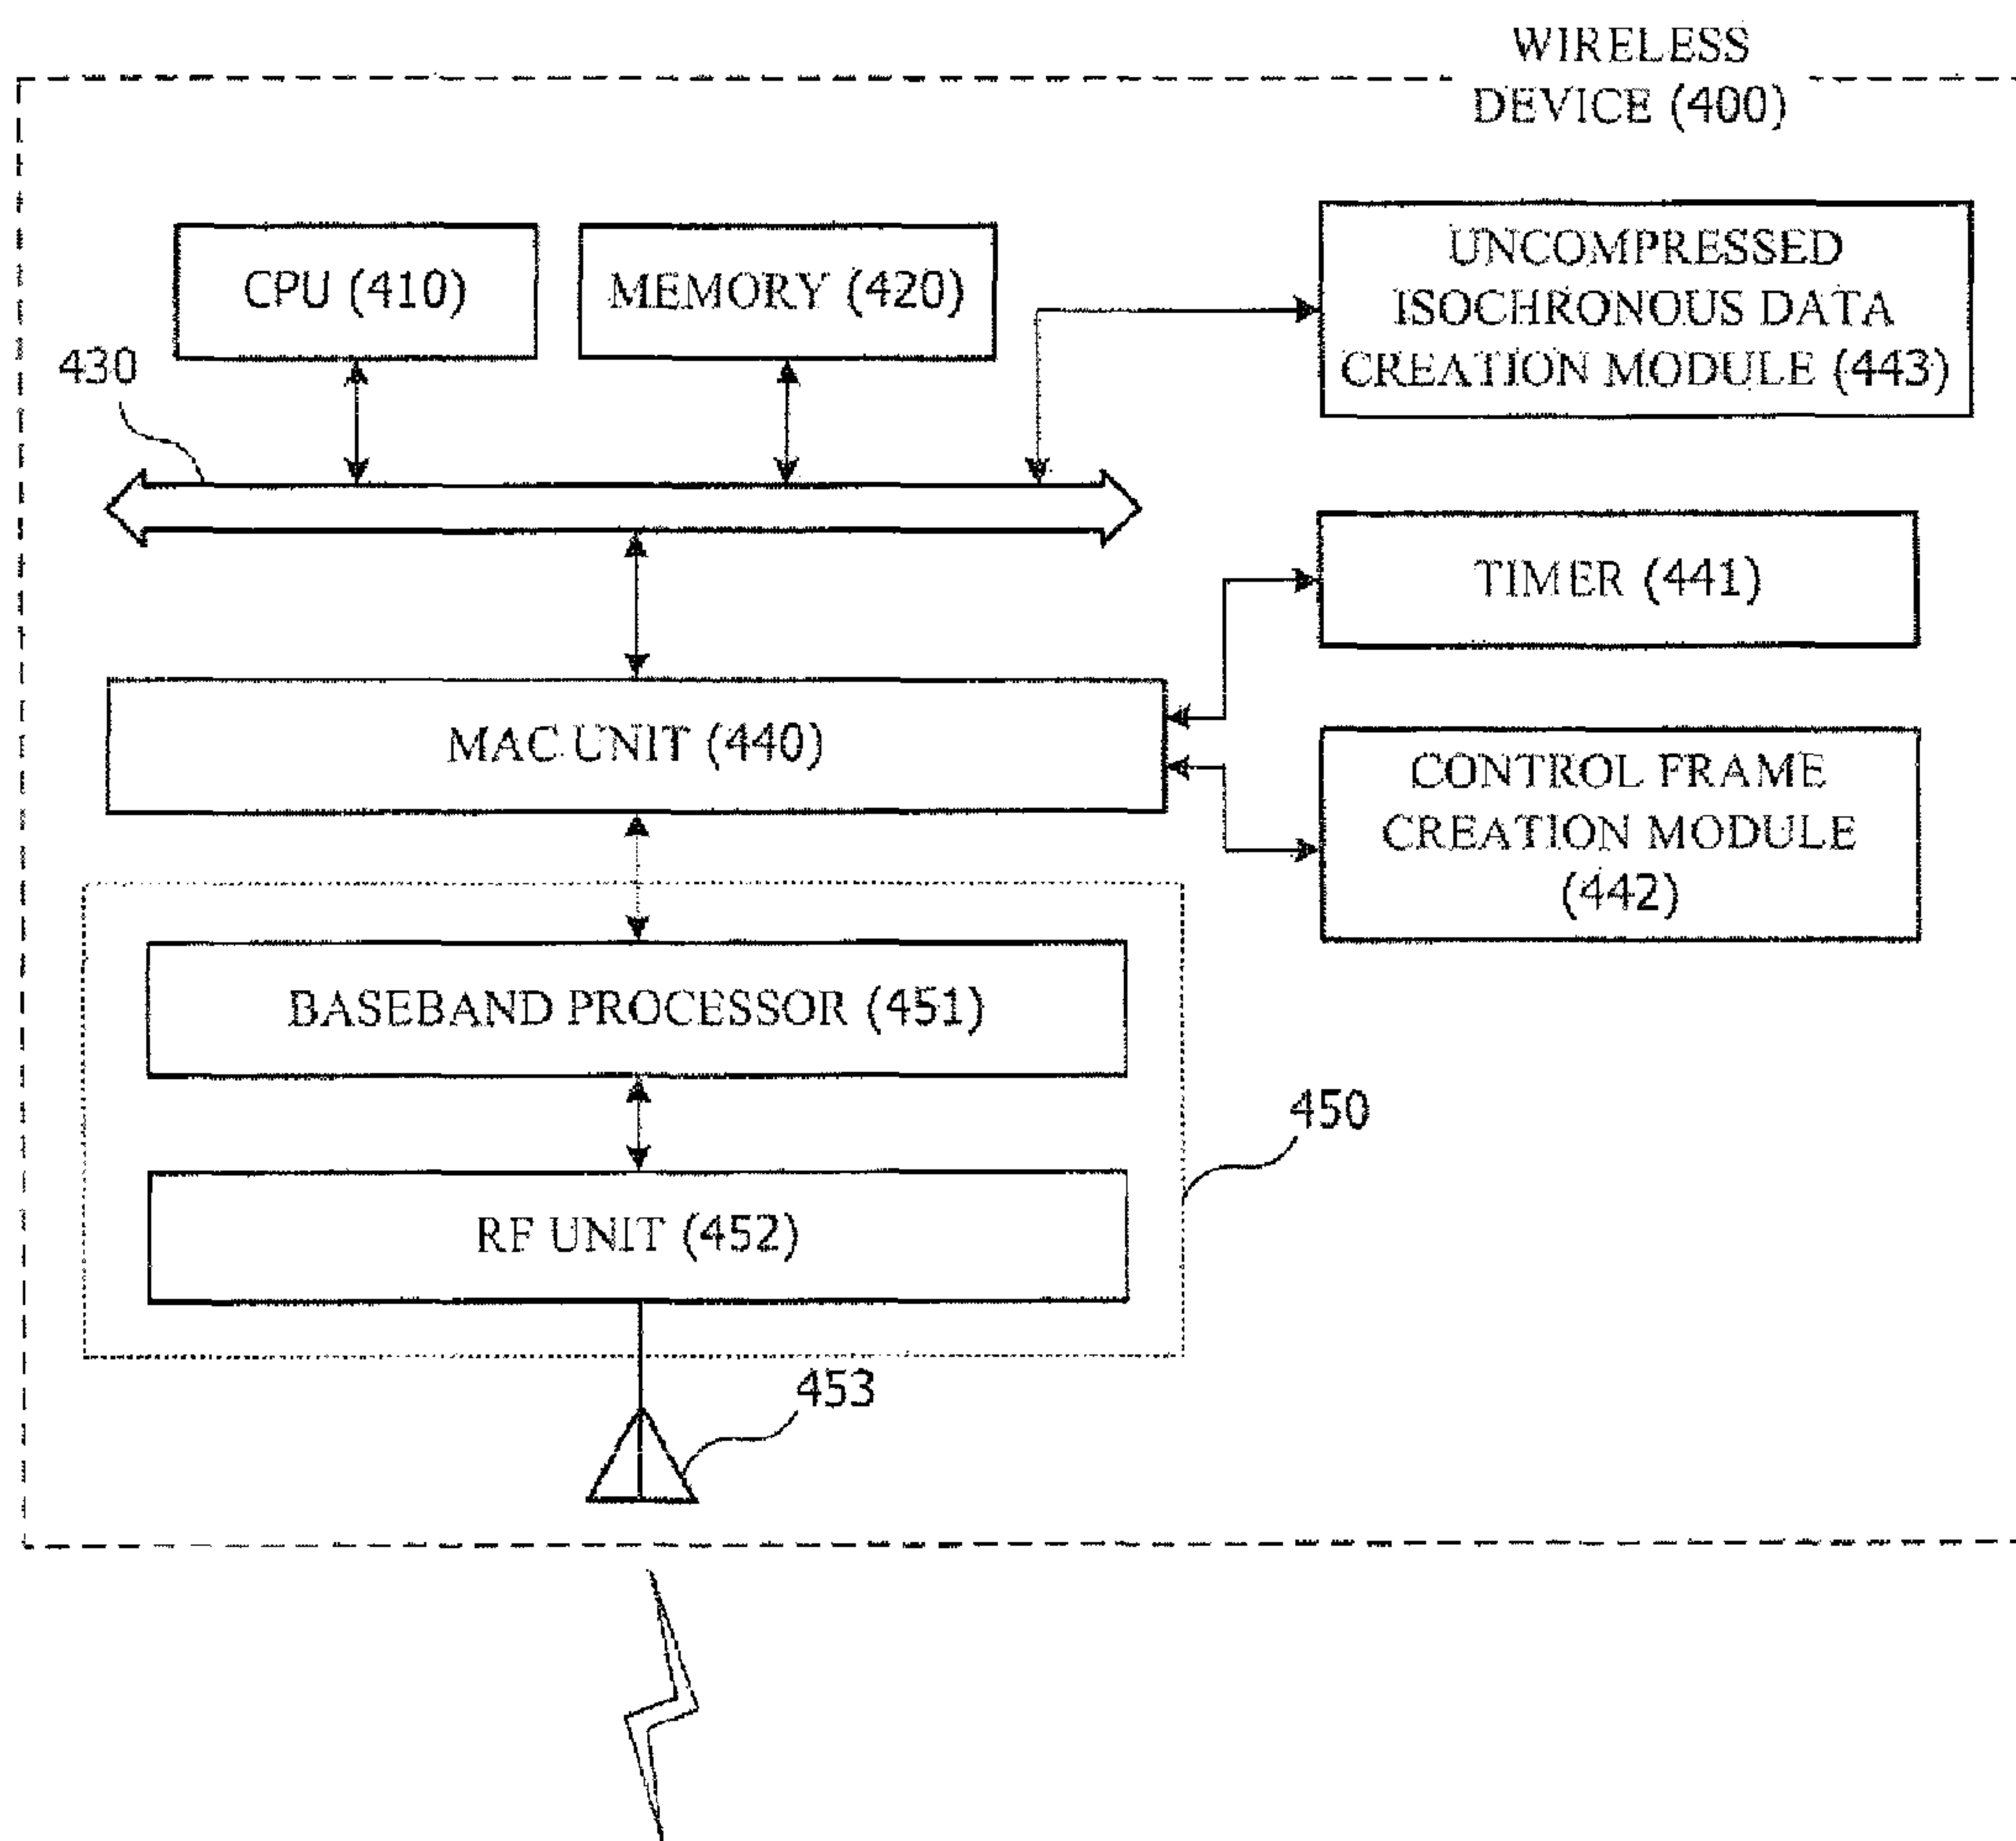 WIRELESS
DEVICE (400)
CPU (410)
MEMORY (420)
UNCOMPRESSED
ISOCHRONOUS DATA
CREATION MODULE (443)
430
TIMER (441)
MAC UNIT (440)
CONTROL FRAME
CREATION MODULE
(442)
BASEBAND PROCESSOR (451)
450
RF UNIT (452)
453